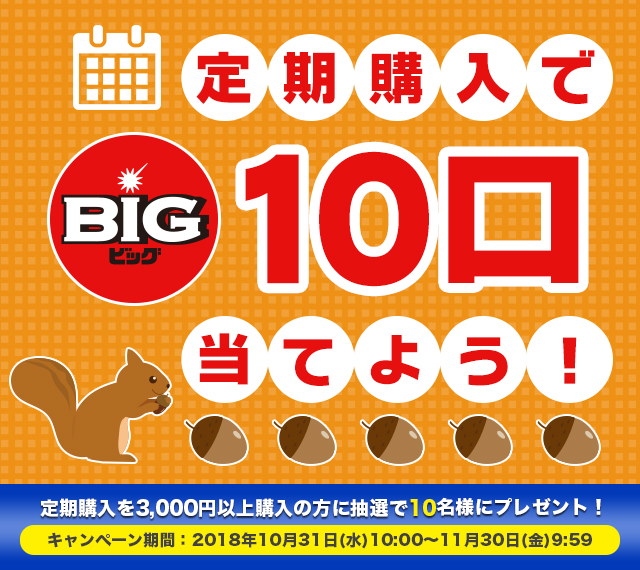 定期購入で
BIG
ビッグ
10口
当てよう!
定期購入を3,000円以上購入の方に抽選で10名様にプレゼント!
キャンペーン期間:2018年10月31日(水)10:00〜11月30日(金)9:59